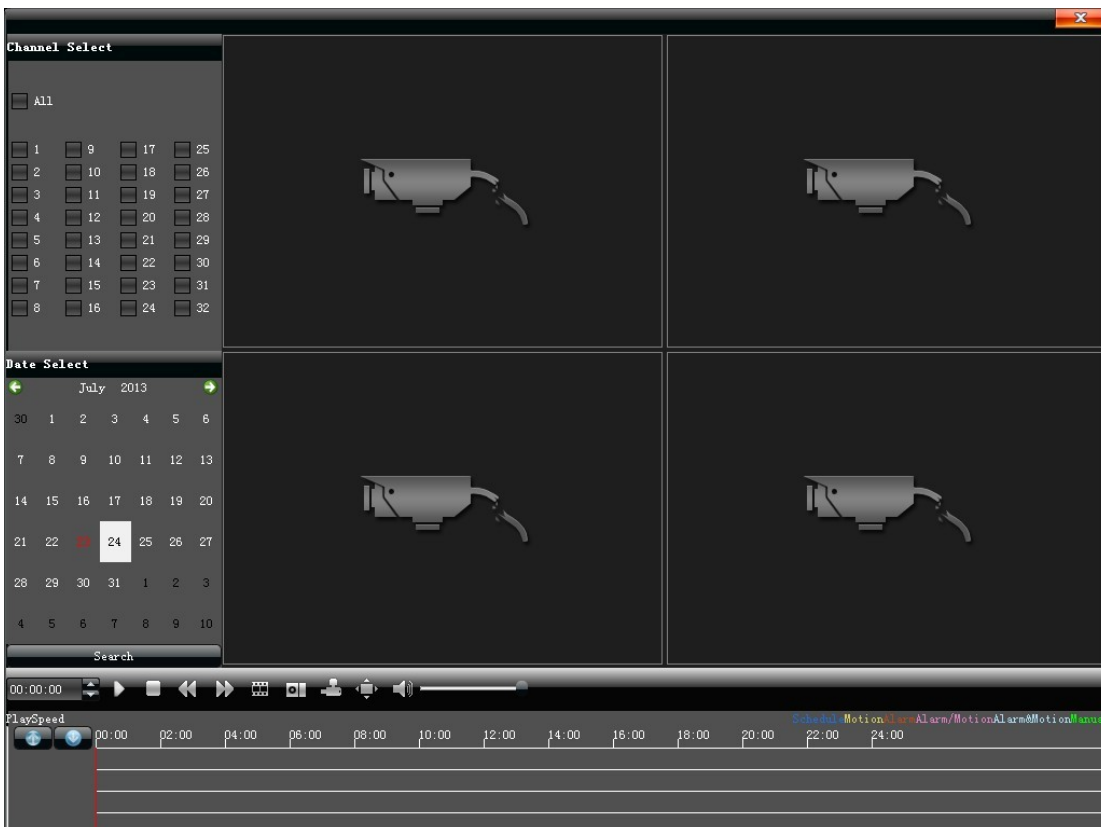 Channel Select
All
1 9 17 25
2 10 18 26
3 11 19 27
4 12 20 28
5 13 21 29
6 14 22 30
7 15 23 31
8 16 24 32
Date Select
July 2013
30 1 2 3 4 5 6
7 8 9 10 11 12 13
14 15 16 17 18 19 20
21 22 23 24 25 26 27
28 29 30 31 1 2 3
4 5 6 7 8 9 10
Search
00:00:00
PlaySpeed
ScheduleMotionAlarmAlarm/MotionAlarm&MotionManua
00:00 02:00 04:00 06:00 08:00 10:00 12:00 14:00 16:00 18:00 20:00 22:00 24:00